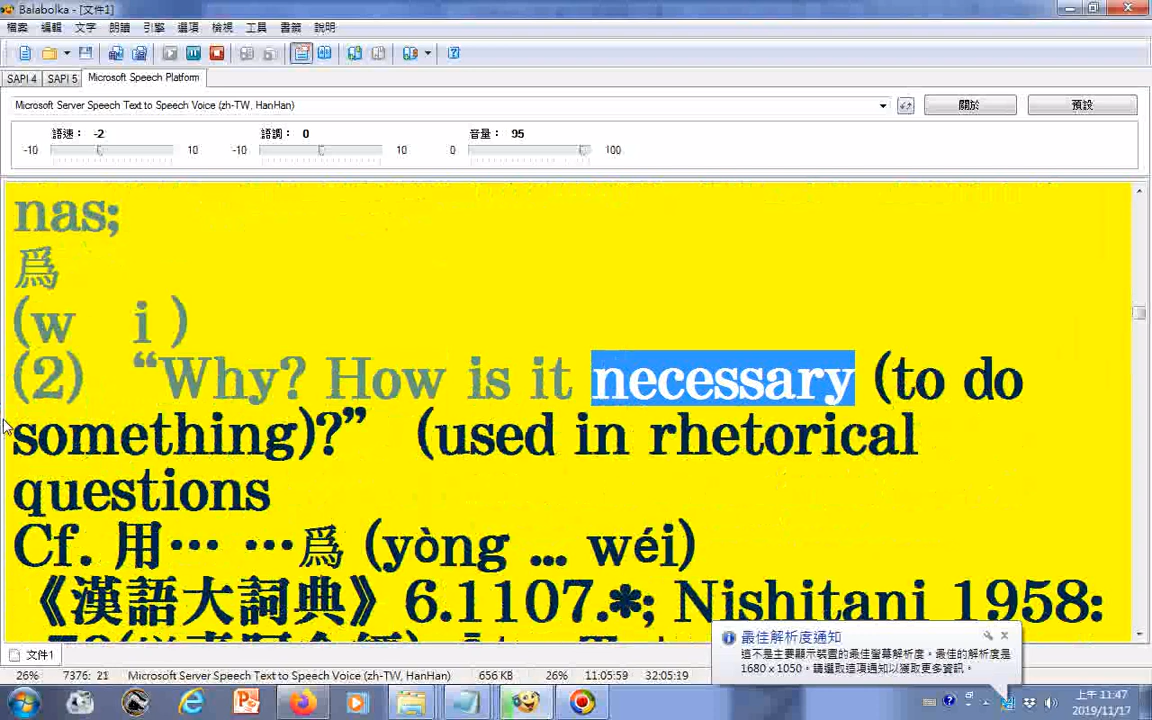 Balabolka - [文件1]
檔案 編輯 文字 朗讀 引擎 選項 檢視 工具 書籤 說明
SAPI 4 SAPI 5 Microsoft Speech Platform
Microsoft Server Speech Text to Speech Voice (zh-TW, HanHan) 關於 預設
語速： -2 語調： 0 音量： 95
-10 10 -10 10 0 100
nas;
爲
(w i )
(2) “Why? How is it necessary (to do
something)?” (used in rhetorical
questions
Cf. 用… …爲 (yòng ... wéi)
《漢語大詞典》 6.1107.*; Nishitani 1958:
最佳解析度通知
這不是主要顯示裝置的最佳螢幕解析度。最佳的解析度是
1680 x 1050。請選取這項通知以獲取更多資訊。
文件1
26% 7376: 21 Microsoft Server Speech Text to Speech Voice (zh-TW, HanHan) 656 KB 26% 11:05:59 32:05:19
上午 11:47
2019/11/17